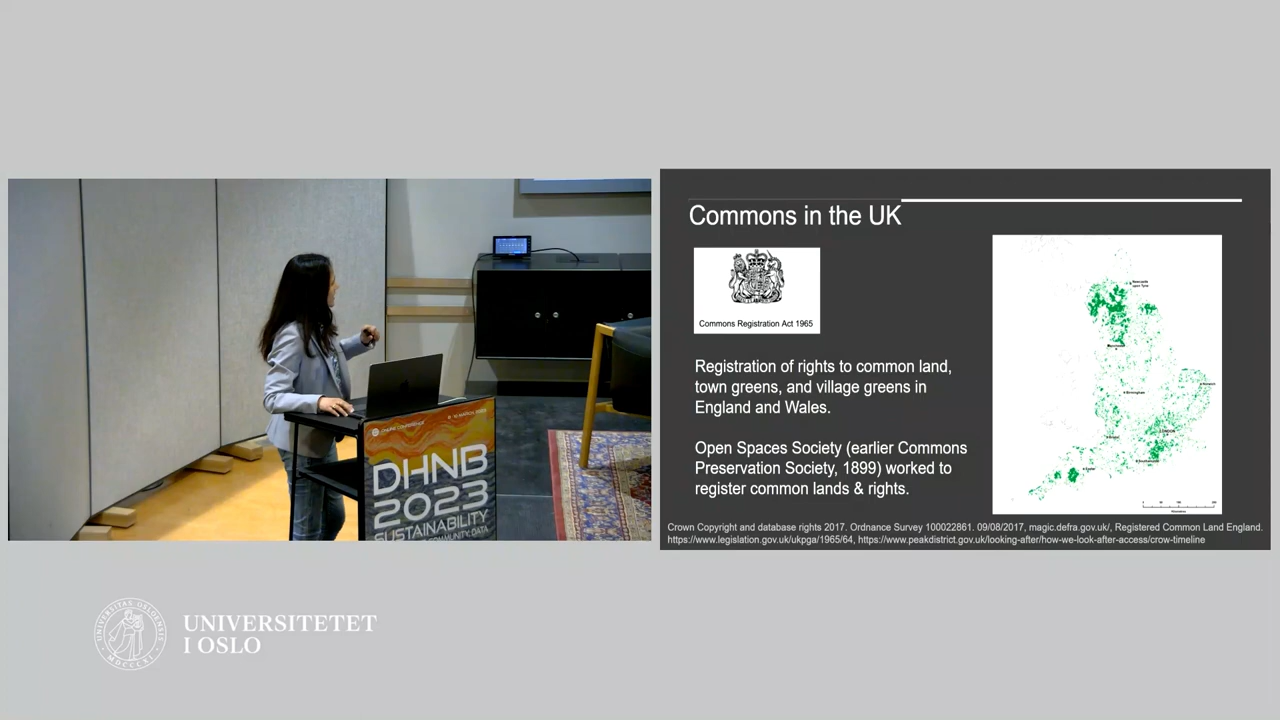 Commons in the UK
Commons Registration Act 1965
Registration of rights to common land,
town greens, and village greens in
England and Wales.
Open Spaces Society (earlier Commons
Preservation Society, 1899) worked to
register common lands & rights.
Crown Copyright and database rights 2017. Ordnance Survey 100022861. 09/08/2017, magic.defra.gov.uk/, Registered Common Land England.
https://www.legislation.gov.uk/ukpga/1965/64, https://www.peakdistrict.gov.uk/looking-after/how-we-look-after-access/crow-timeline
ONLINE CONFERENCE
DHNB
2023
SUSTAINABILITY
COMMUNITY, DATA
UNIVERSITETET
I OSLO